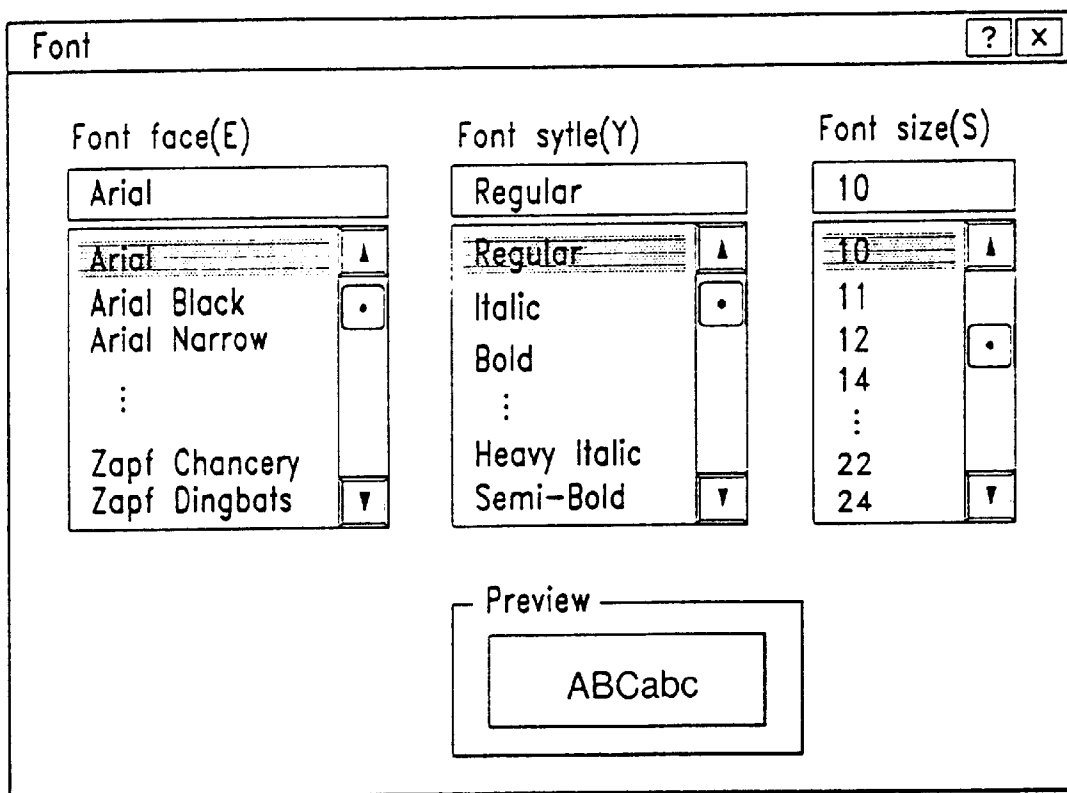 Font ? X
Font face(E)
Arial
Arial
Arial Black
Arial Narrow
⋮
Zapf Chancery
Zapf Dingbats
Font sytle(Y)
Regular
Regular
Italic
Bold
⋮
Heavy Italic
Semi-Bold
Font size(S)
10
10
11
12
14
⋮
22
24
Preview
ABCabc